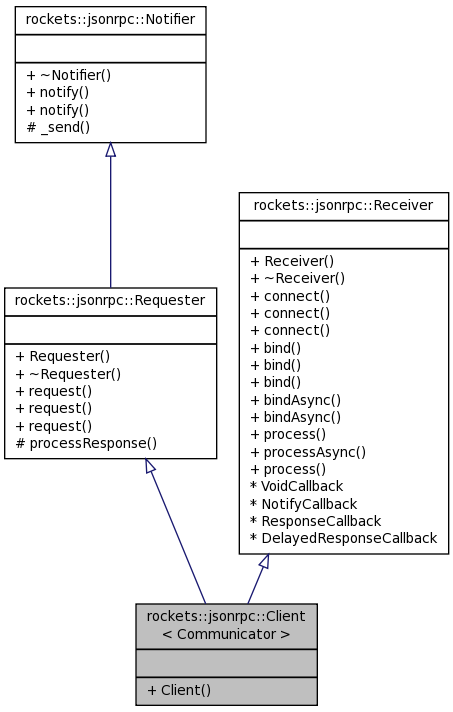 rockets::jsonrpc::Notifier
+ ~Notifier()
+ notify()
+ notify()
# _send()
rockets::jsonrpc::Receiver
+ Receiver()
+ ~Receiver()
+ connect()
+ connect()
+ connect()
+ bind()
+ bind()
+ bind()
+ bindAsync()
+ bindAsync()
+ process()
+ processAsync()
+ process()
* VoidCallback
* NotifyCallback
* ResponseCallback
* DelayedResponseCallback
rockets::jsonrpc::Requester
+ Requester()
+ ~Requester()
+ request()
+ request()
+ request()
# processResponse()
rockets::jsonrpc::Client
< Communicator >
+ Client()